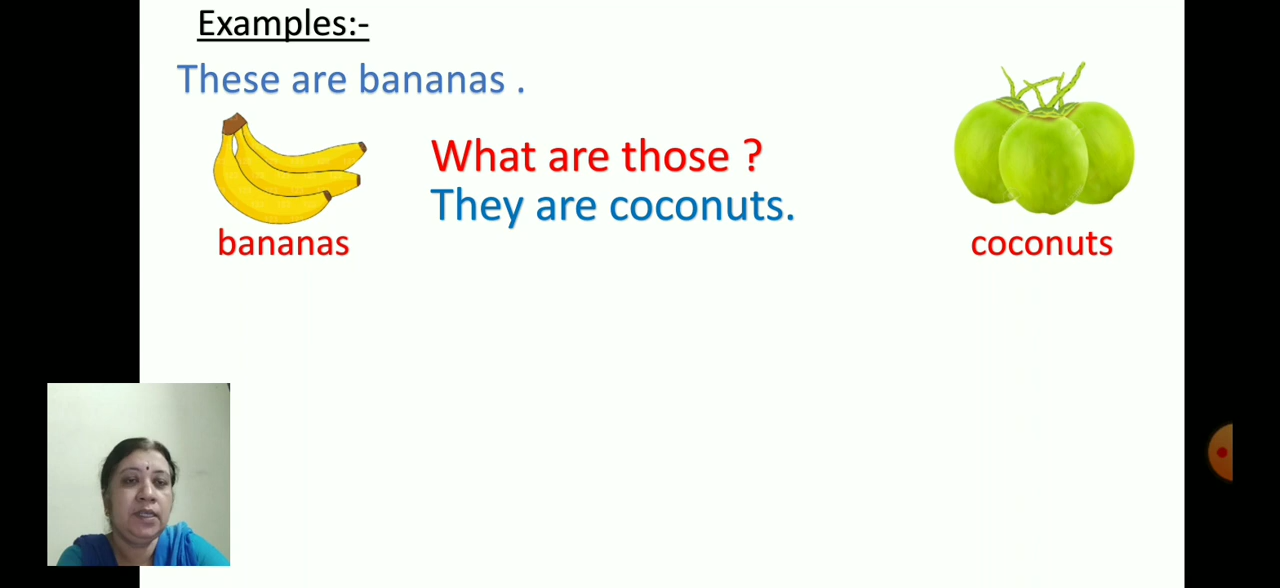 Examples:-
These are bananas .
What are those ?
They are coconuts.
bananas
coconuts